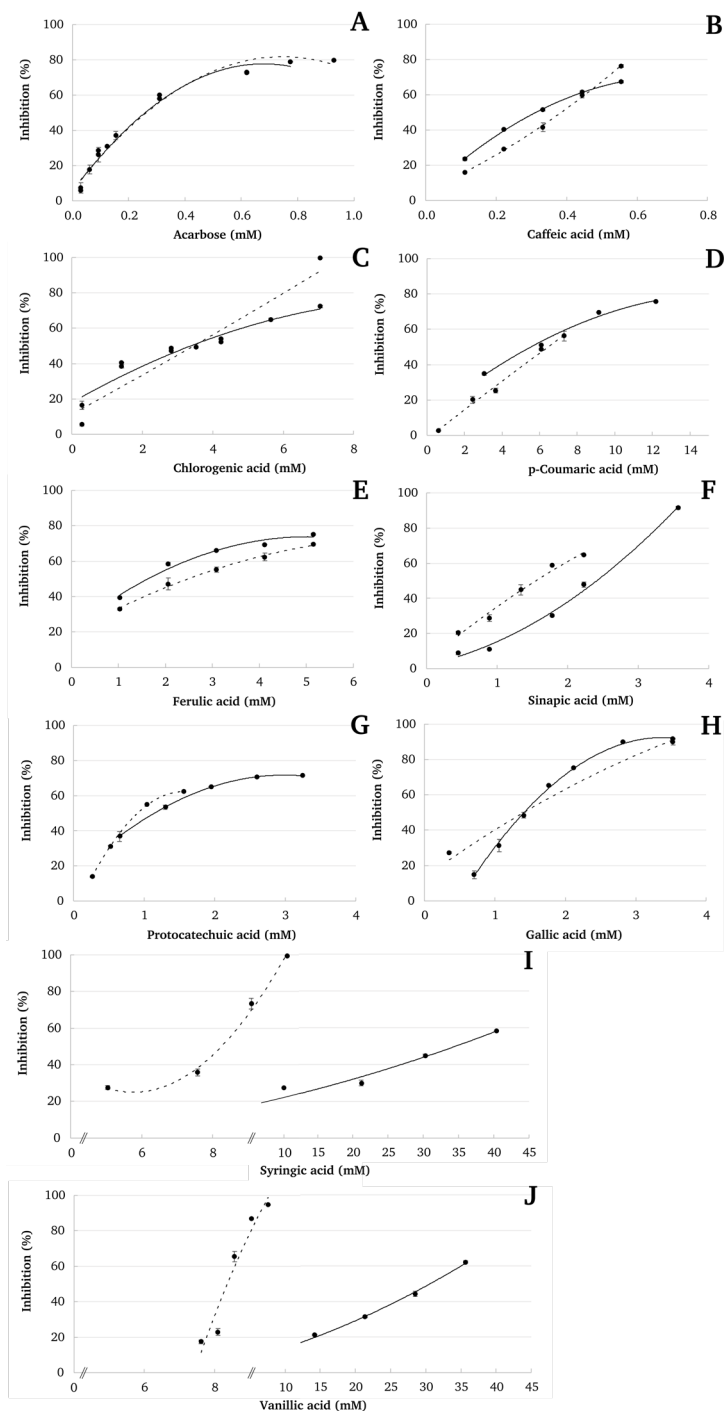 A
Inhibition (%)
100
80
60
40
20
0
0.0 0.2 0.4 0.6 0.8 1.0
Acarbose (mM)
B
Inhibition (%)
100
80
60
40
20
0
0.0 0.2 0.4 0.6 0.8
Caffeic acid (mM)
C
Inhibition (%)
100
80
60
40
20
0
0 2 4 6 8
Chlorogenic acid (mM)
D
Inhibition (%)
100
80
60
40
20
0
0 2 4 6 8 10 12 14
p-Coumaric acid (mM)
E
Inhibition (%)
100
80
60
40
20
0
0 1 2 3 4 5 6
Ferulic acid (mM)
F
Inhibition (%)
100
80
60
40
20
0
0 1 2 3 4
Sinapic acid (mM)
G
Inhibition (%)
100
80
60
40
20
0
0 1 2 3 4
Protocatechuic acid (mM)
H
Inhibition (%)
100
80
60
40
20
0
0 1 2 3 4
Gallic acid (mM)
I
Inhibition (%)
100
80
60
40
20
0
0 6 8 10 15 20 25 30 35 40 45
Syringic acid (mM)
J
Inhibition (%)
100
80
60
40
20
0
0 6 8 10 15 20 25 30 35 40 45
Vanillic acid (mM)